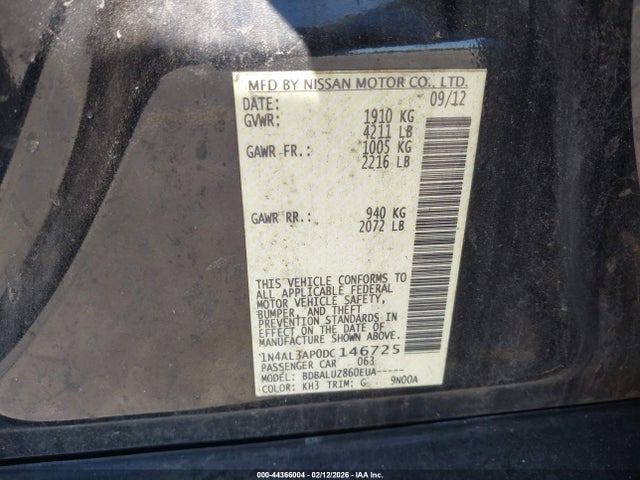 MFD BY NISSAN MOTOR CO., LTD.
DATE: 09/12
GVWR: 1910 KG
4211 LB
GAWR FR.: 1005 KG
2216 LB
GAWR RR.: 940 KG
2072 LB
THIS VEHICLE CONFORMS TO
ALL APPLICABLE FEDERAL
MOTOR VEHICLE SAFETY,
BUMPER, AND THEFT
PREVENTION STANDARDS IN
EFFECT ON THE DATE OF
MANUFACTURE SHOWN ABOVE.
1N4AL3AP0DC146725
PASSENGER CAR 063
MODEL: BDBALUZ860EUA-----
COLOR: KH3 TRIM: G 9N00A
000-44366004 - 02/12/2026 - IAA Inc.